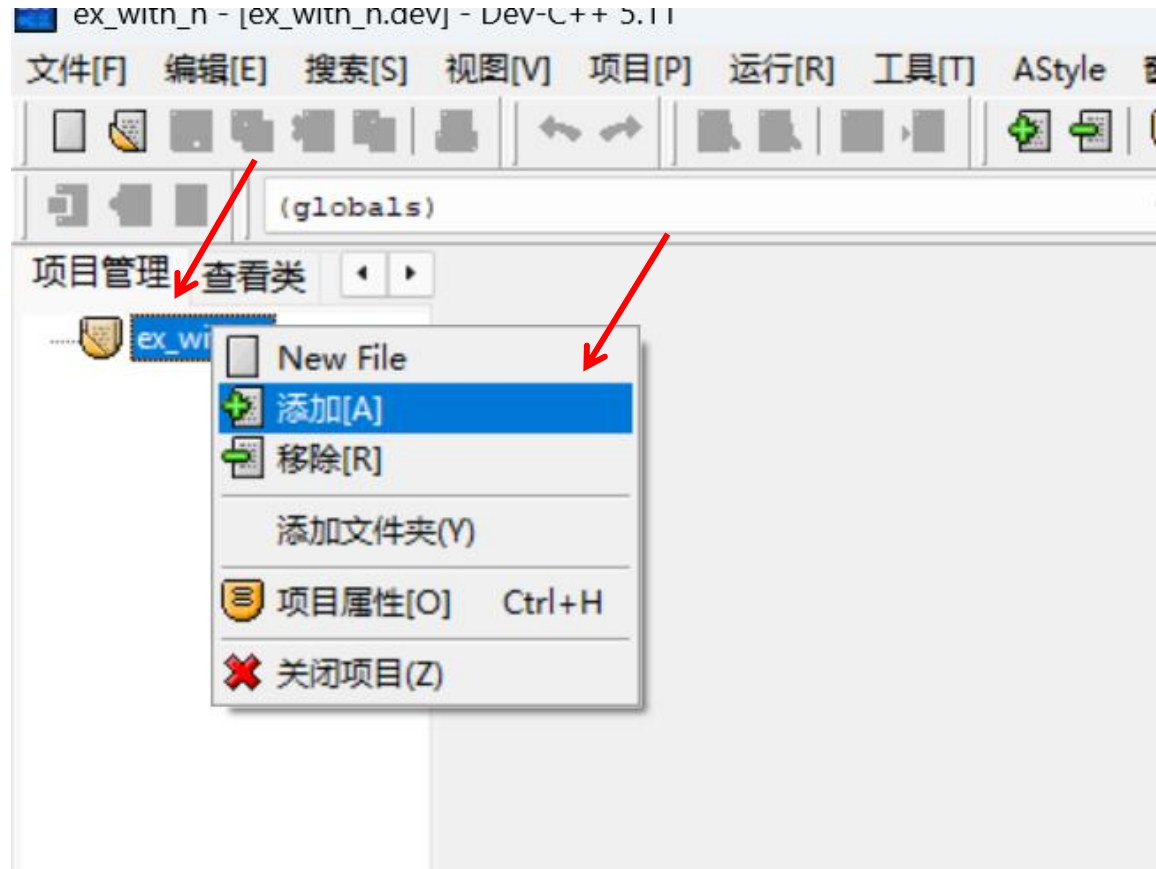 ex_with_h - [ex_with_h.dev] - Dev-C++ 5.11
文件[F] 编辑[E] 搜索[S] 视图[V] 项目[P] 运行[R] 工具[T] AStyle
(globals)
项目管理 查看类
ex_wi
New File
添加[A]
移除[R]
添加文件夹(Y)
项目属性[O] Ctrl+H
关闭项目(Z)